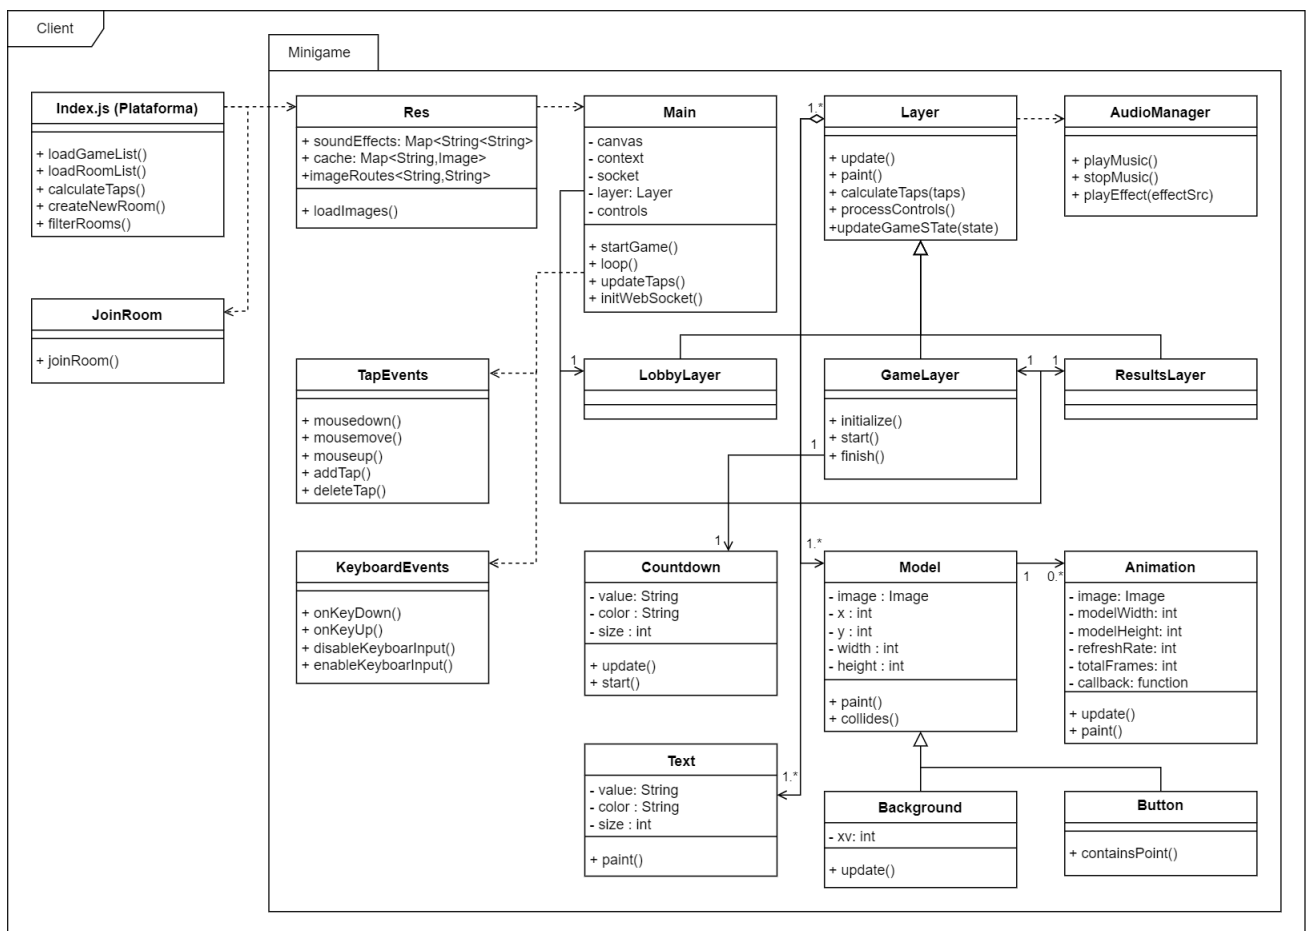 Client
Minigame
Index.js (Plataforma)
+ loadGameList()
+ loadRoomList()
+ calculateTaps()
+ createNewRoom()
+ filterRooms()
JoinRoom
+ joinRoom()
Res
+ soundEffects: Map<String<String>
+ cache: Map<String,Image>
+imageRoutes<String,String>
+ loadImages()
Main
- canvas
- context
- socket
- layer: Layer
- controls
+ startGame()
+ loop()
+ updateTaps()
+ initWebSocket()
1.*
Layer
+ update()
+ paint()
+ calculateTaps(taps)
+ processControls()
+updateGameSTate(state)
AudioManager
+ playMusic()
+ stopMusic()
+ playEffect(effectSrc)
TapEvents
+ mousedown()
+ mousemove()
+ mouseup()
+ addTap()
+ deleteTap()
1
LobbyLayer
GameLayer
+ initialize()
+ start()
+ finish()
1
1
ResultsLayer
1
1
KeyboardEvents
+ onKeyDown()
+ onKeyUp()
+ disableKeyboarInput()
+ enableKeyboarInput()
Countdown
- value: String
- color : String
- size : int
+ update()
+ start()
1.*
Model
- image : Image
- x : int
- y : int
- width : int
- height : int
+ paint()
+ collides()
1
0.*
Animation
- image: Image
- modelWidth: int
- modelHeight: int
- refreshRate: int
- totalFrames: int
- callback: function
+ update()
+ paint()
Text
- value: String
- color : String
- size : int
+ paint()
1.*
Background
- xv: int
+ update()
Button
+ containsPoint()